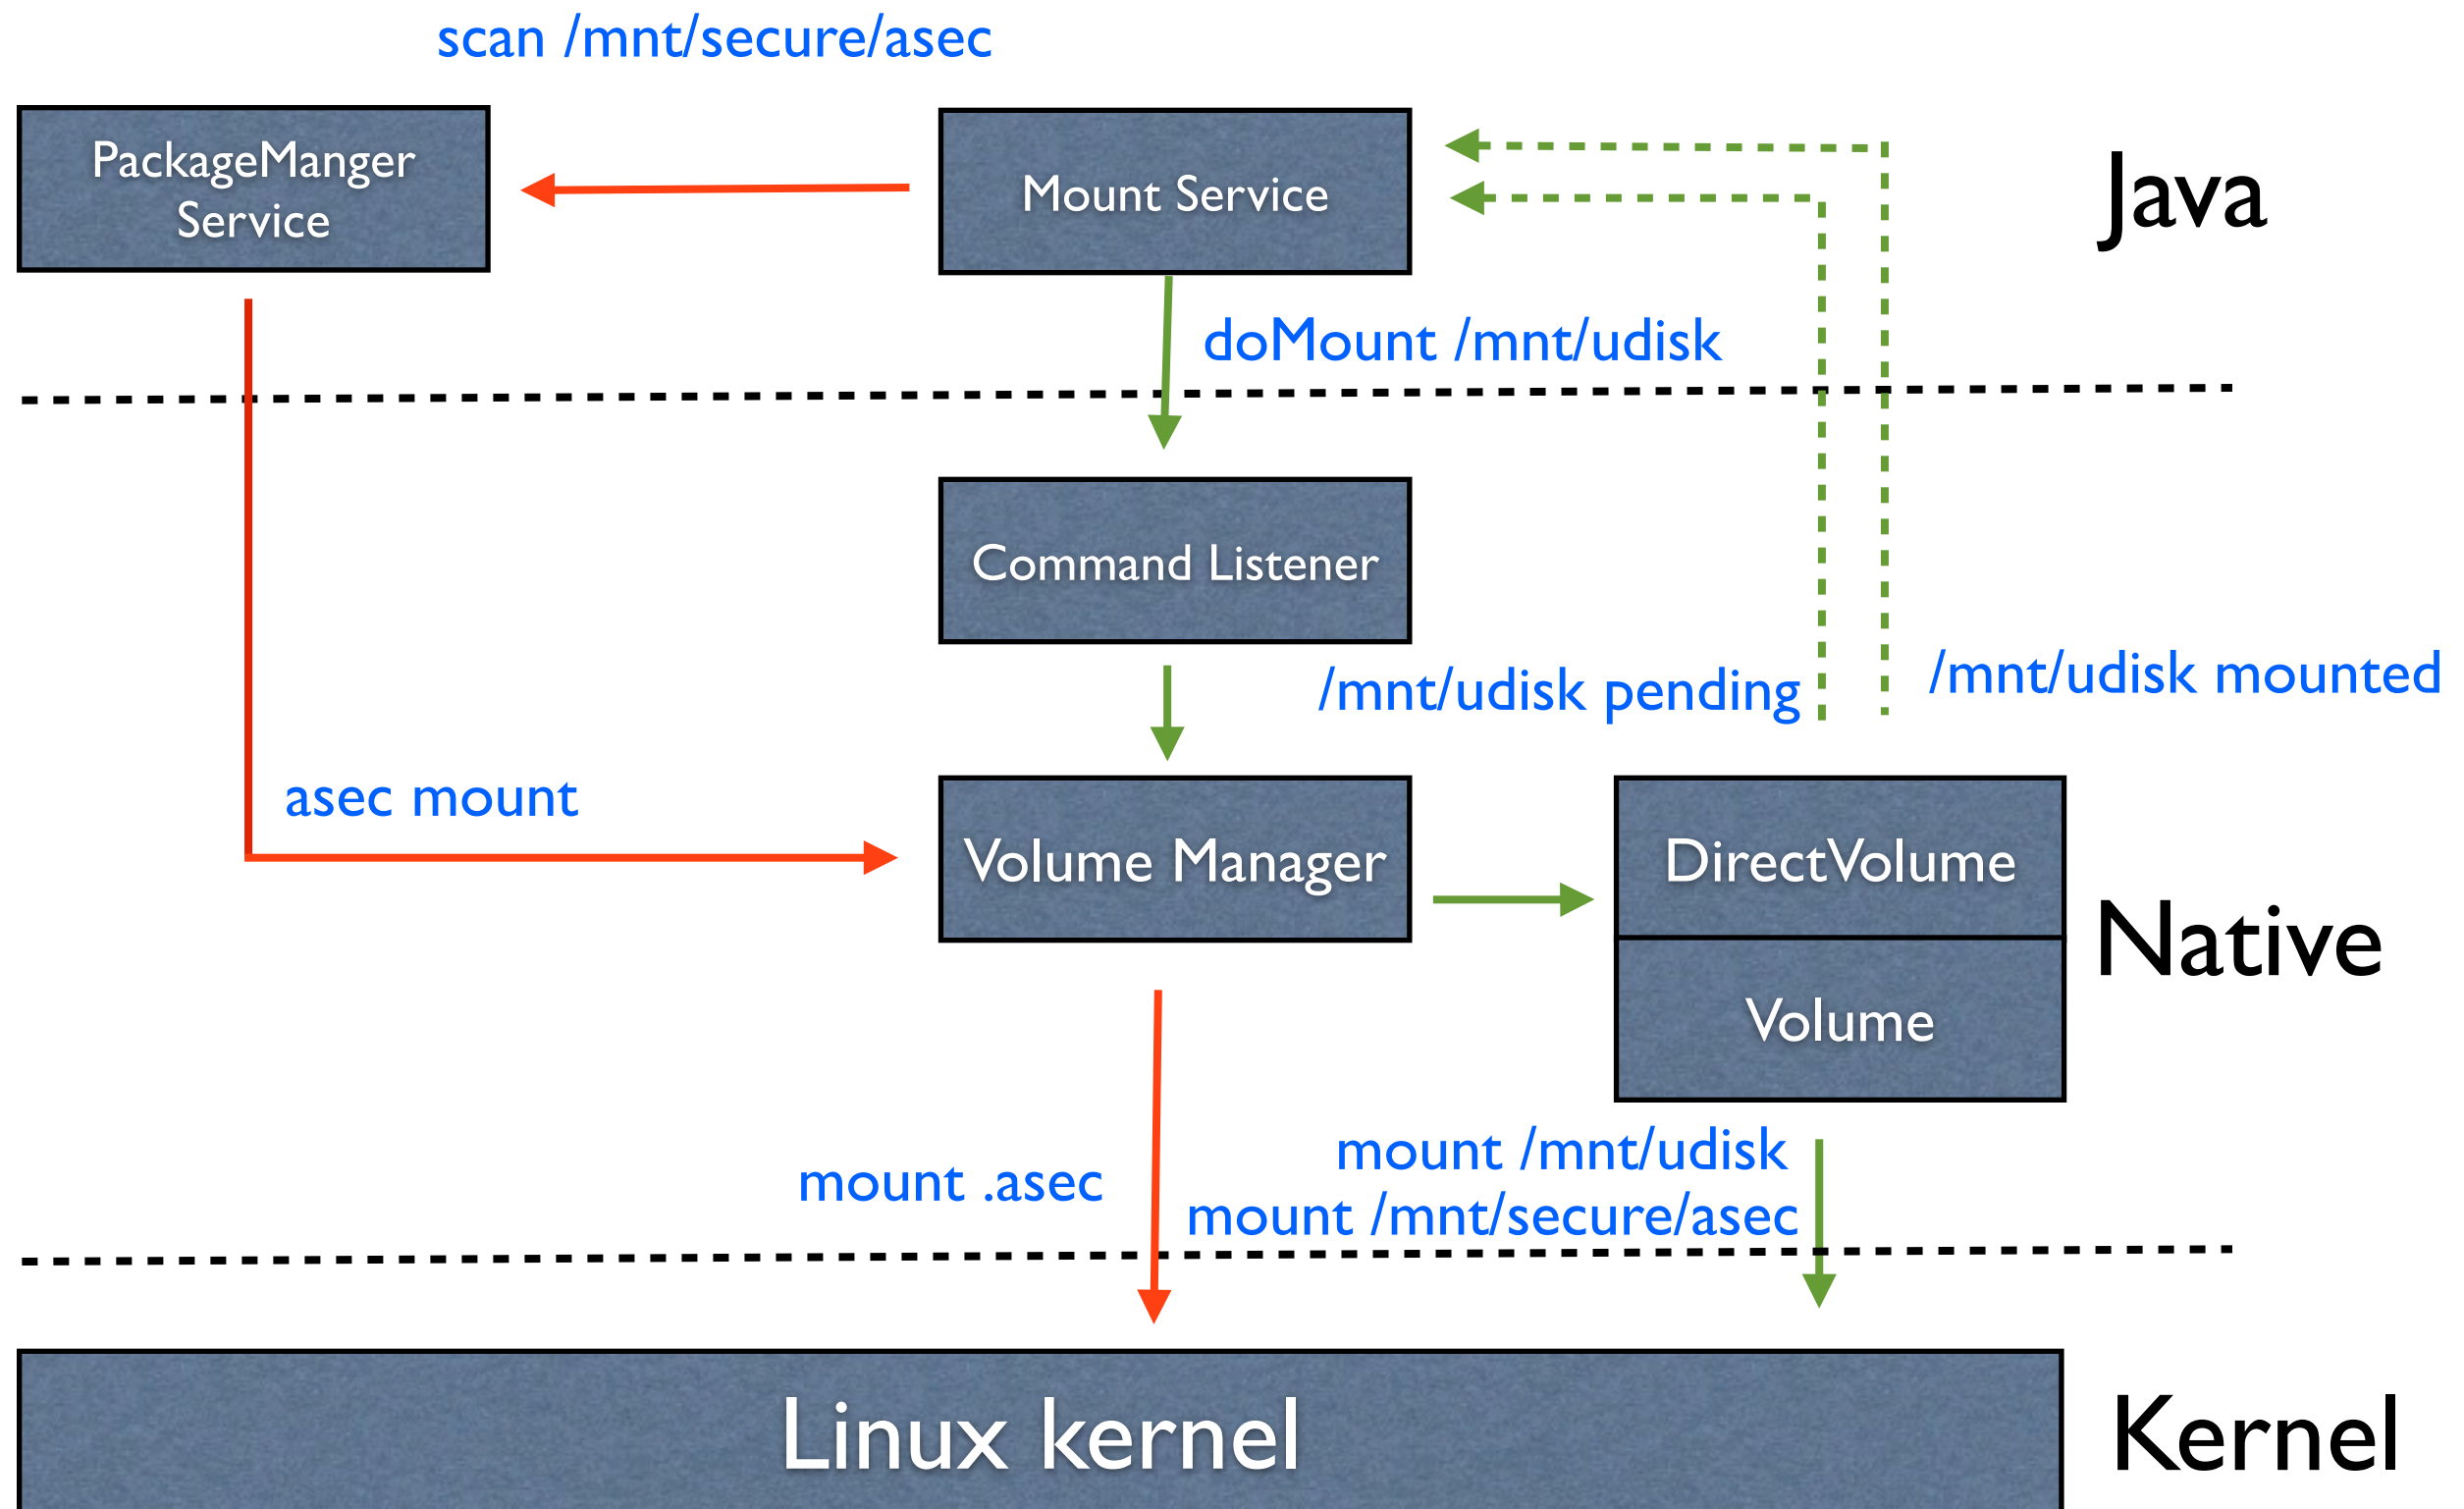 scan /mnt/secure/asec
PackageManger
Service
Mount Service
Java
doMount /mnt/udisk
Command Listener
/mnt/udisk pending
/mnt/udisk mounted
asec mount
Volume Manager
DirectVolume
Native
Volume
mount .asec
mount /mnt/udisk
mount /mnt/secure/asec
Linux kernel
Kernel